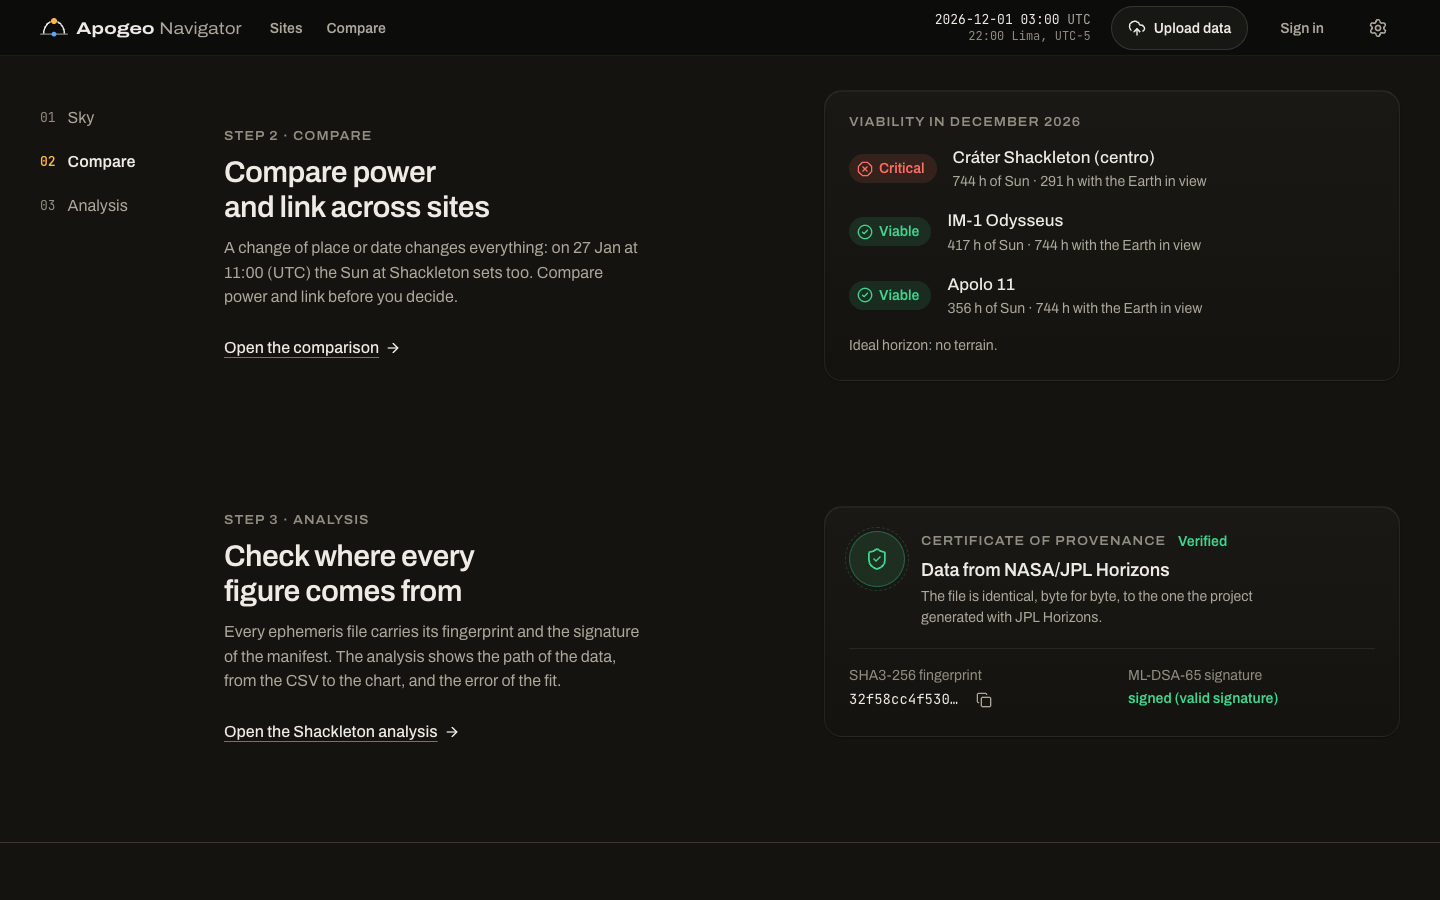 Apogeo Navigator
Sites
Compare
2026-12-01 03:00 UTC
22:00 Lima, UTC-5
Upload data
Sign in
01 Sky
02 Compare
03 Analysis
STEP 2 · COMPARE
Compare power
and link across sites
A change of place or date changes everything: on 27 Jan at
11:00 (UTC) the Sun at Shackleton sets too. Compare
power and link before you decide.
Open the comparison →
VIABILITY IN DECEMBER 2026
Critical
Cráter Shackleton (centro)
744 h of Sun · 291 h with the Earth in view
Viable
IM-1 Odysseus
417 h of Sun · 744 h with the Earth in view
Viable
Apolo 11
356 h of Sun · 744 h with the Earth in view
Ideal horizon: no terrain.
STEP 3 · ANALYSIS
Check where every
figure comes from
Every ephemeris file carries its fingerprint and the signature
of the manifest. The analysis shows the path of the data,
from the CSV to the chart, and the error of the fit.
Open the Shackleton analysis →
CERTIFICATE OF PROVENANCE Verified
Data from NASA/JPL Horizons
The file is identical, byte for byte, to the one the project
generated with JPL Horizons.
SHA3-256 fingerprint
32f58cc4f530…
ML-DSA-65 signature
signed (valid signature)